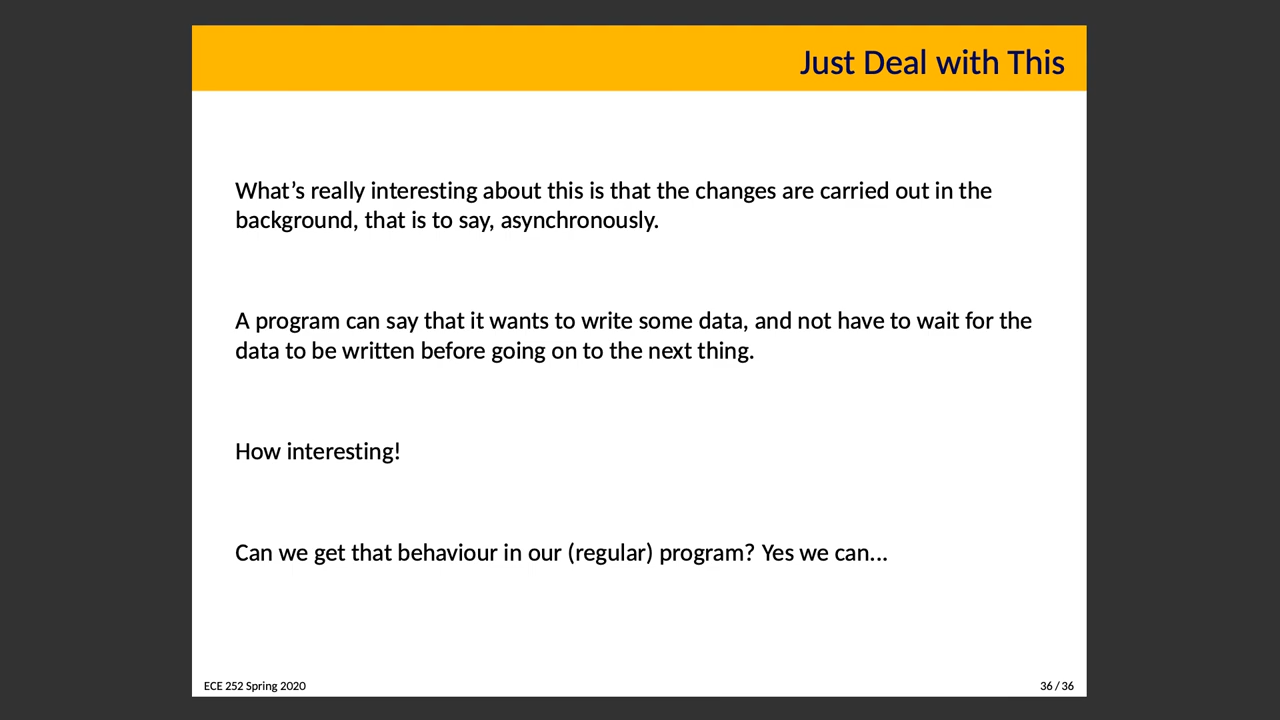 Just Deal with This
What’s really interesting about this is that the changes are carried out in the
background, that is to say, asynchronously.
A program can say that it wants to write some data, and not have to wait for the
data to be written before going on to the next thing.
How interesting!
Can we get that behaviour in our (regular) program? Yes we can...
ECE 252 Spring 2020
36 / 36